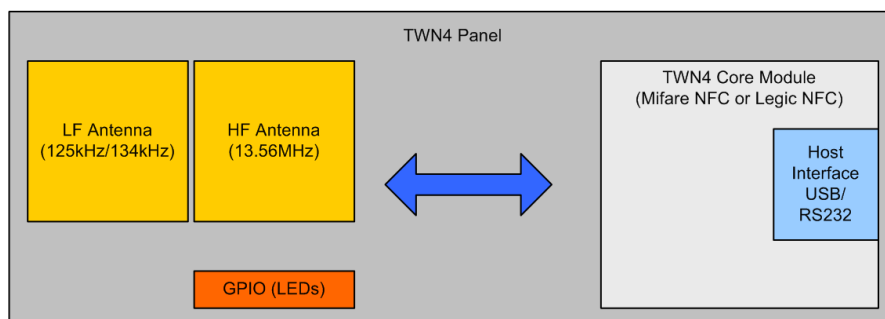 TWN4 Panel
LF Antenna
(125kHz/134kHz)
HF Antenna
(13.56MHz)
TWN4 Core Module
(Mifare NFC or Legic NFC)
Host
Interface
USB/
RS232
GPIO (LEDs)